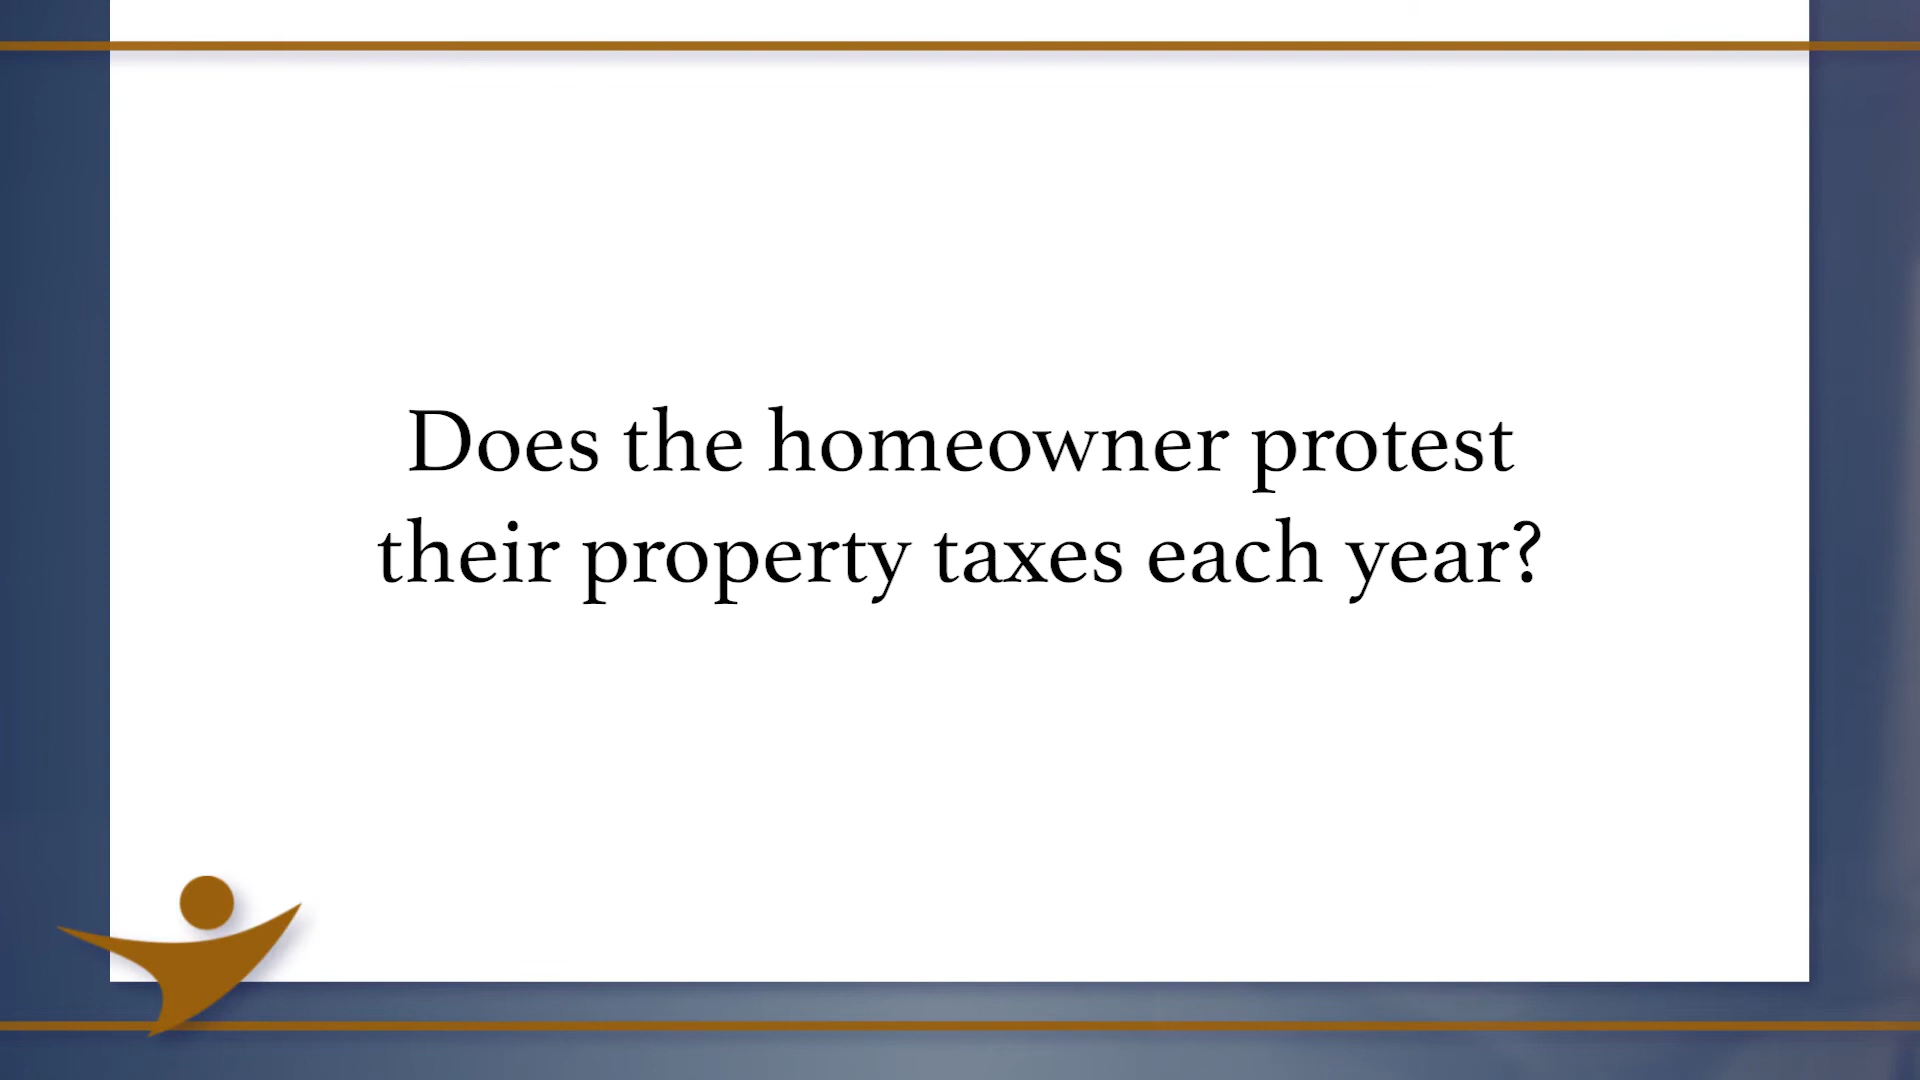 Does the homeowner protest
their property taxes each year?